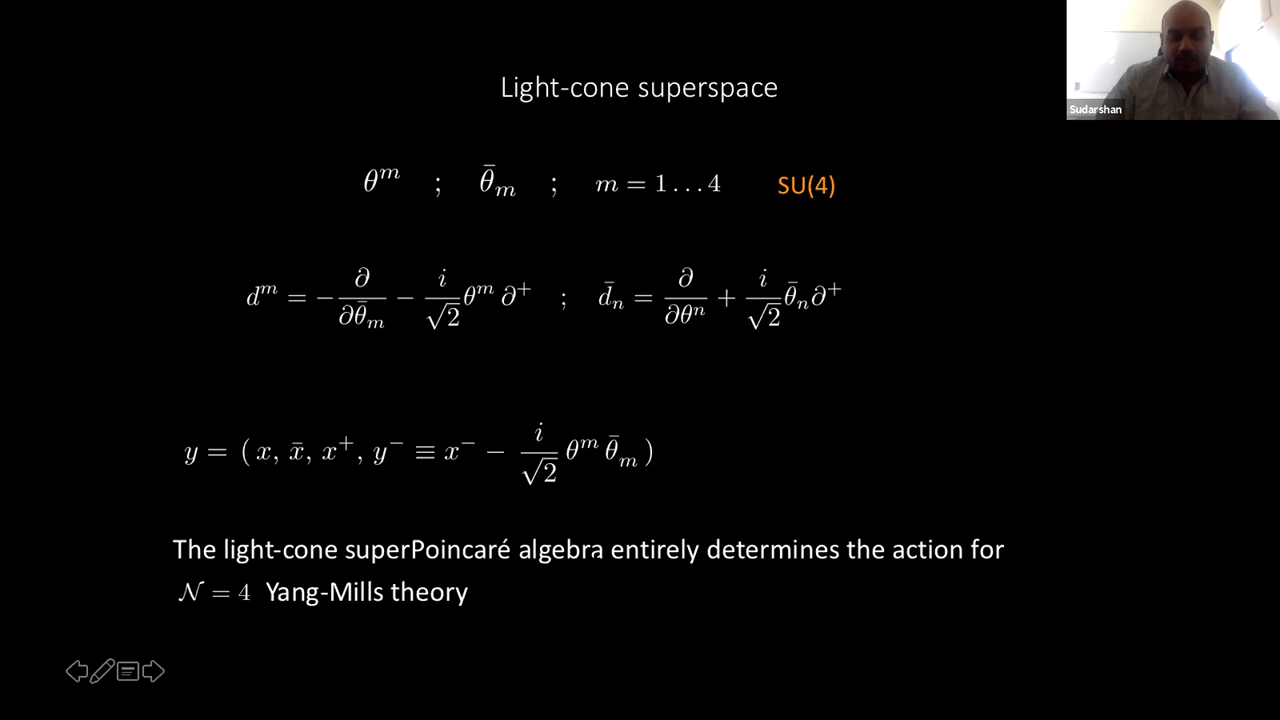 Light-cone superspace
Sudarshan
θ^m ; θ̄_m ; m = 1 … 4 SU(4)
d^m = − ∂/∂θ̄_m − i/√2 θ^m ∂^+ ; d̄_n = ∂/∂θ^n + i/√2 θ̄_n ∂^+
y = ( x, x̄, x^+, y^− ≡ x^− − i/√2 θ^m θ̄_m )
The light-cone superPoincaré algebra entirely determines the action for
𝒩 = 4 Yang-Mills theory